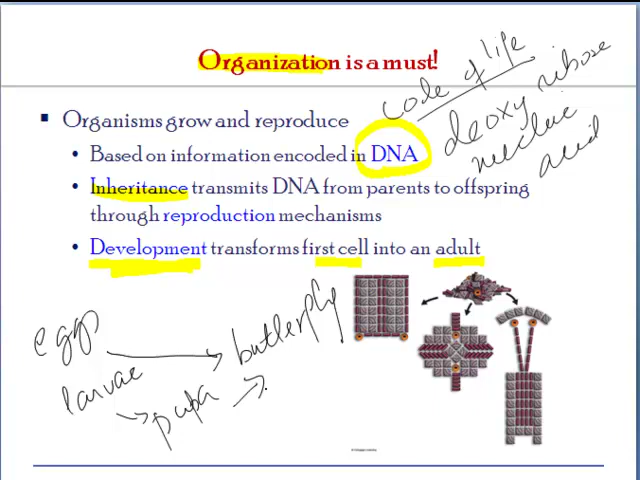 Organization is a must!
code of life
deoxy ribose
nucleic
acid
Organisms grow and reproduce
Based on information encoded in DNA
Inheritance transmits DNA from parents to offspring
through reproduction mechanisms
Development transforms first cell into an adult
eggs
butterfly
larvae
pupa